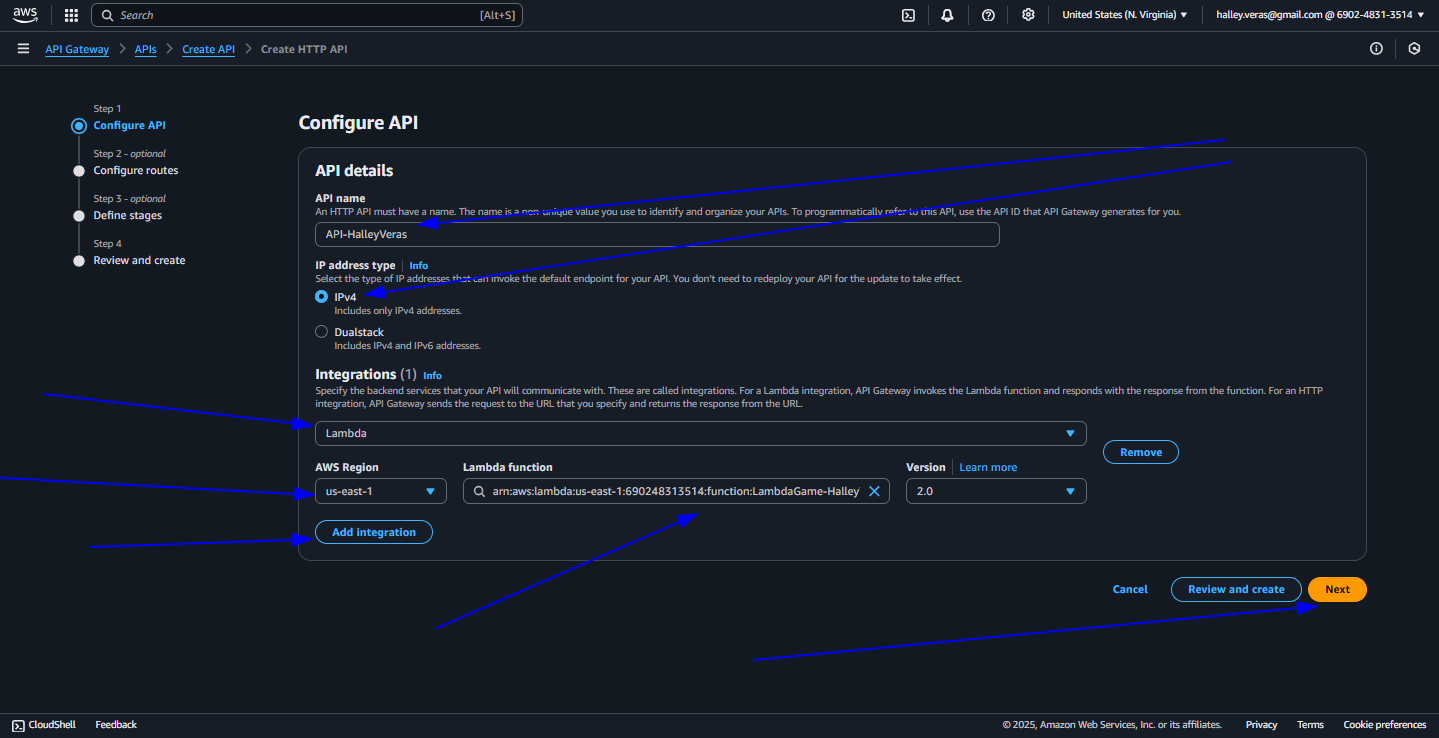 aws
Search [Alt+S] United States (N. Virginia) halley.veras@gmail.com @ 6902-4831-3514
API Gateway > APIs > Create API > Create HTTP API
Step 1
Configure API
Step 2 - optional
Configure routes
Step 3 - optional
Define stages
Step 4
Review and create
Configure API
API details
API name
An HTTP API must have a name. The name is a non-unique value you use to identify and organize your APIs. To programmatically refer to this API, use the API ID that API Gateway generates for you.
API-HalleyVeras
IP address type Info
Select the type of IP addresses that can invoke the default endpoint for your API. You don't need to redeploy your API for the update to take effect.
IPv4
Includes only IPv4 addresses.
Dualstack
Includes IPv4 and IPv6 addresses.
Integrations (1) Info
Specify the backend services that your API will communicate with. These are called integrations. For a Lambda integration, API Gateway invokes the Lambda function and responds with the response from the function. For an HTTP
integration, API Gateway sends the request to the URL that you specify and returns the response from the URL.
Lambda
Remove
AWS Region Lambda function Version Learn more
us-east-1 arn:aws:lambda:us-east-1:690248313514:function:LambdaGame-Halley 2.0
Add integration
Cancel Review and create Next
CloudShell Feedback © 2025, Amazon Web Services, Inc. or its affiliates. Privacy Terms Cookie preferences